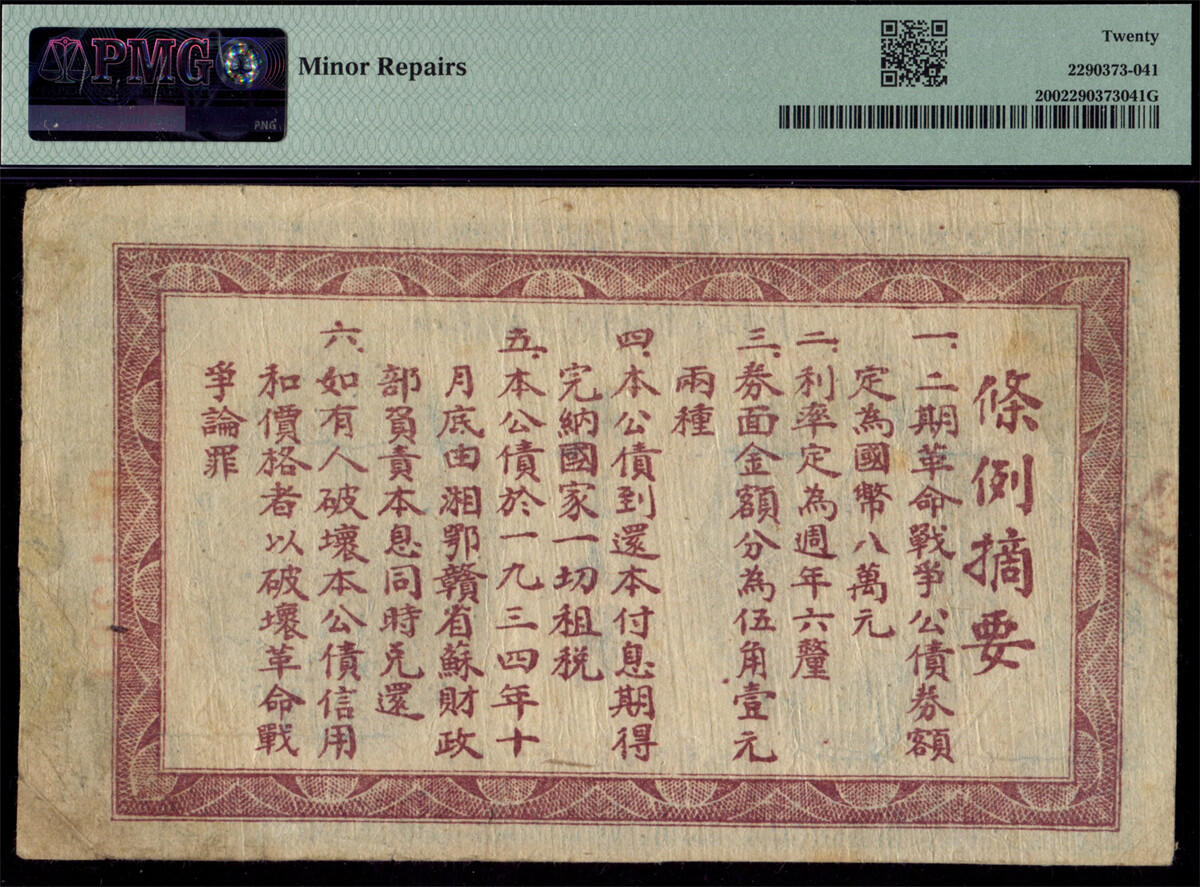 PMG
PNG
Minor Repairs
Twenty
2290373-041
2002290373041G
條例摘要
一.二期革命戰爭公債券額
定為國幣八萬元
二.利率定為週年六釐
三.券面金額分為伍角壹元
兩種
四.本公債到還本付息期得
完納國家一切租税
五.本公債於一九三四年十
月底由湘鄂贛省蘇財政
部負責本息同時兌還
六.如有人破壞本公債信用
和價格者以破壞革命戰
爭論罪